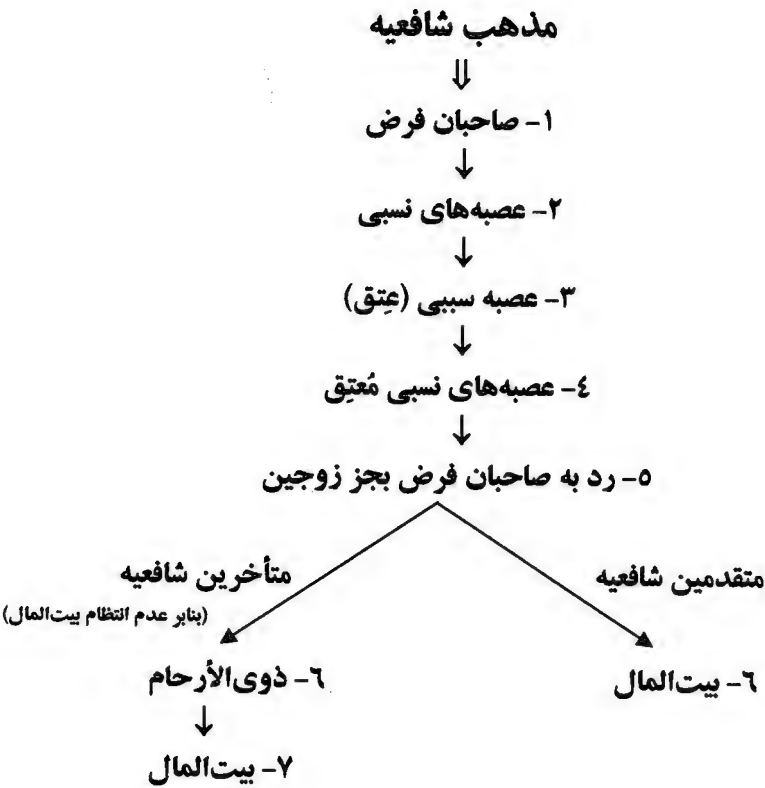 مذهب شافعیه
۱- صاحبان فرض
۲- عصبه‌های نسبی
۳- عصبه سببی (عِتق)
٤- عصبه‌های نسبی مُعتِق
٥- رد به صاحبان فرض بجز زوجین
متقدمین شافعیه
متأخرین شافعیه
(بنابر عدم انتظام بیت‌المال)
٦- بیت‌المال
٦- ذوی‌الأرحام
۷- بیت‌المال